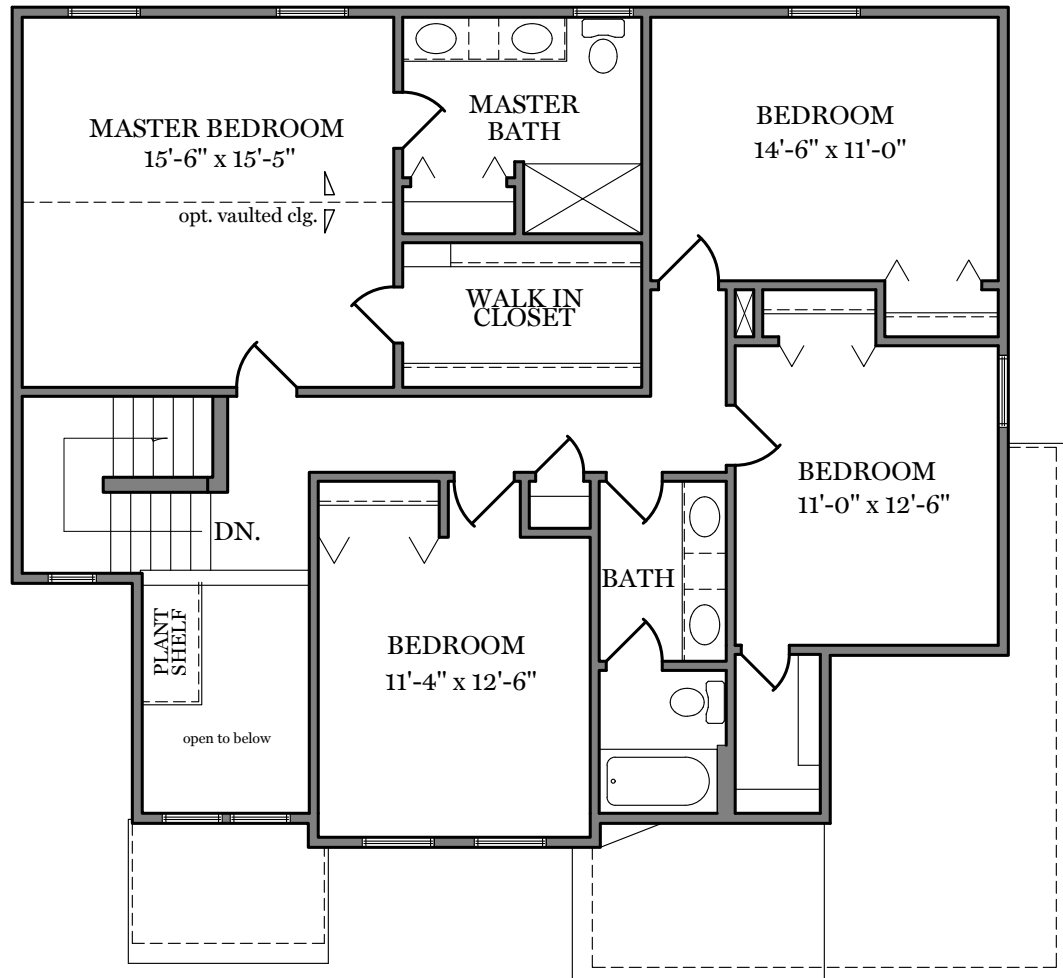 MASTER BEDROOM
15'-6" x 15'-5"
opt. vaulted clg.
MASTER
BATH
BEDROOM
14'-6" x 11'-0"
WALK IN
CLOSET
BEDROOM
11'-0" x 12'-6"
DN.
BATH
PLANT
SHELF
BEDROOM
11'-4" x 12'-6"
open to below